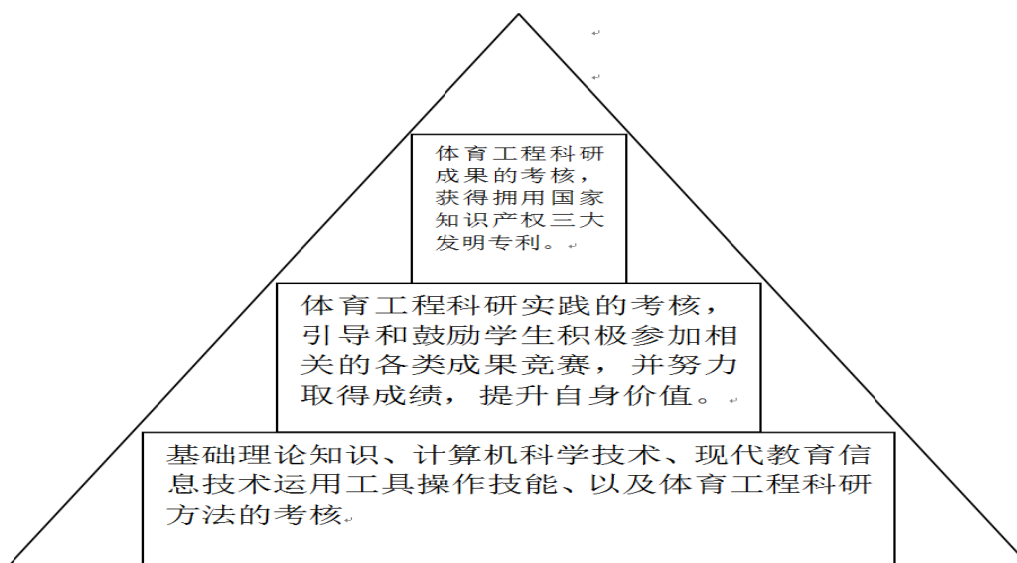 体育工程科研
成果的考核，
获得拥用国家
知识产权三大
发明专利。
体育工程科研实践的考核，
引导和鼓励学生积极参加相
关的各类成果竞赛，并努力
取得成绩，提升自身价值。
基础理论知识、计算机科学技术、现代教育信
息技术运用工具操作技能、以及体育工程科研
方法的考核